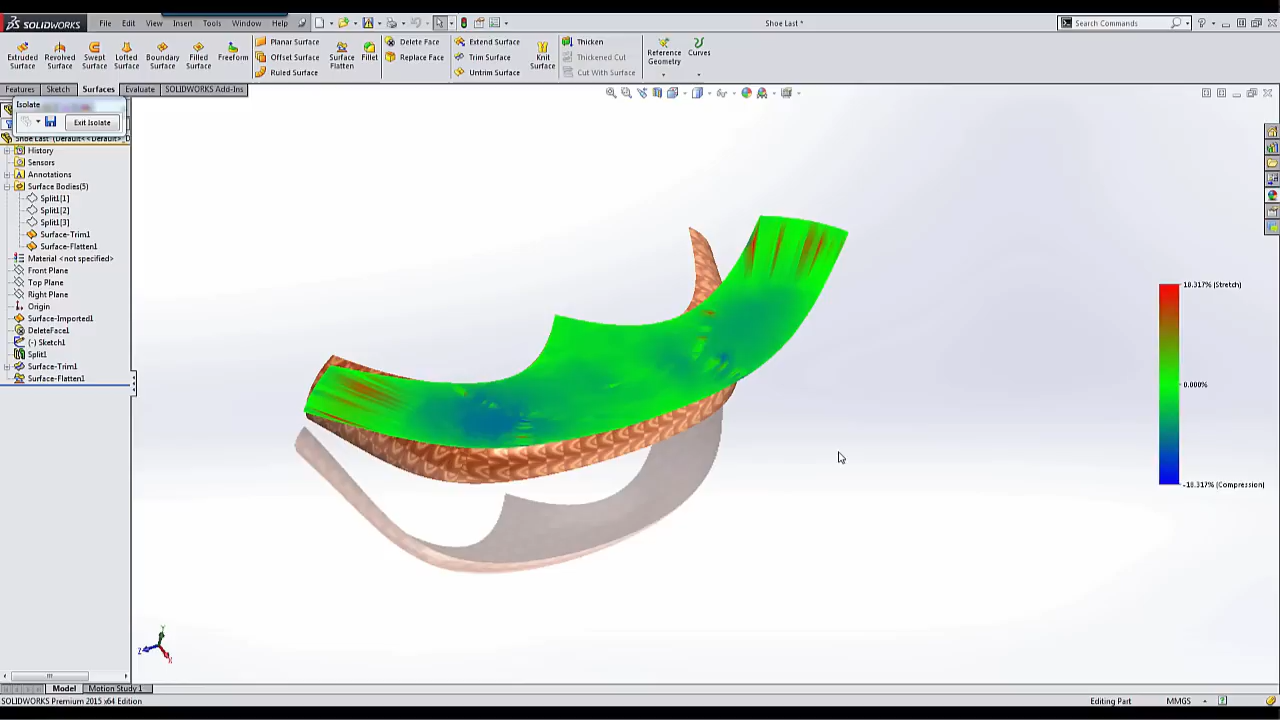 SOLIDWORKS File Edit View Insert Tools Window Help Shoe Last * Search Commands
Extruded Surface
Revolved Surface
Swept Surface
Lofted Surface
Boundary Surface
Filled Surface
Freeform
Planar Surface
Offset Surface
Ruled Surface
Surface Flatten
Fillet
Delete Face
Replace Face
Extend Surface
Trim Surface
Untrim Surface
Knit Surface
Thicken
Thickened Cut
Cut With Surface
Reference Geometry
Curves
Features Sketch Surfaces Evaluate SOLIDWORKS Add-Ins
Isolate
Exit Isolate
Shoe Last (Default<<Default>_D
History
Sensors
Annotations
Surface Bodies(5)
Split1[1]
Split1[2]
Split1[3]
Surface-Trim1
Surface-Flatten1
Material <not specified>
Front Plane
Top Plane
Right Plane
Origin
Surface-Imported1
DeleteFace1
(-) Sketch1
Split1
Surface-Trim1
Surface-Flatten1
18.317% (Stretch)
0.000%
-18.317% (Compression)
Y
Z
X
Model Motion Study 1
SOLIDWORKS Premium 2015 x64 Edition Editing Part MMGS